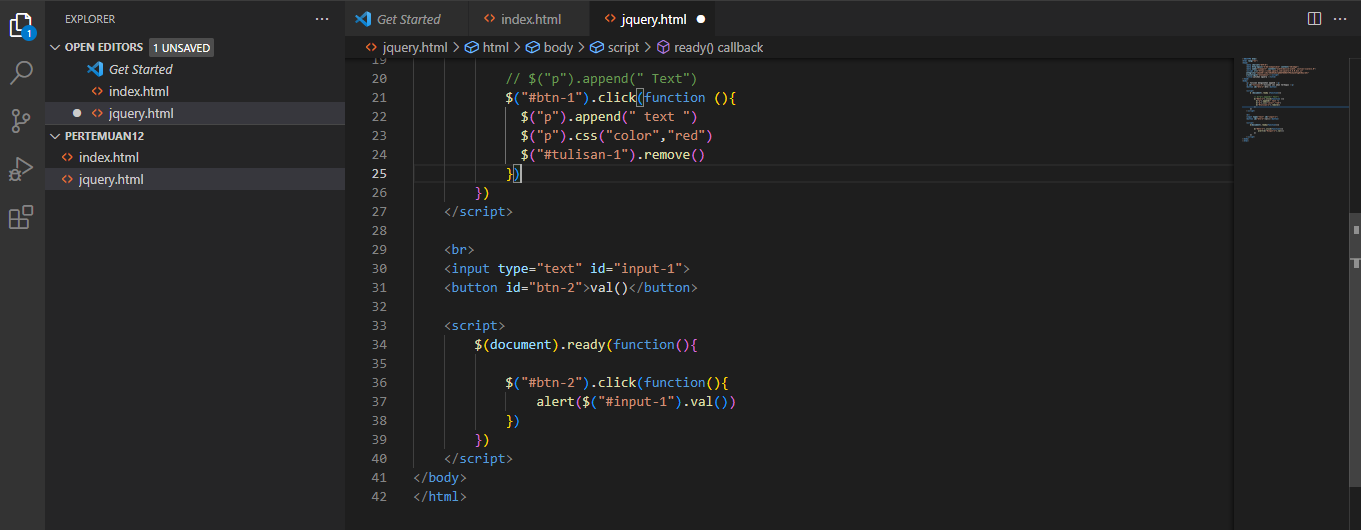 EXPLORER
OPEN EDITORS 1 UNSAVED
Get Started
index.html
jquery.html
PERTEMUAN12
index.html
jquery.html
1
Get Started index.html jquery.html
jquery.html > html > body > script > ready() callback
19
20 // $("p").append(" Text")
21 $("#btn-1").click(function (){
22 $("p").append(" text ")
23 $("p").css("color","red")
24 $("#tulisan-1").remove()
25 })
26 })
27 </script>
28
29 <br>
30 <input type="text" id="input-1">
31 <button id="btn-2">val()</button>
32
33 <script>
34 $(document).ready(function(){
35
36 $("#btn-2").click(function(){
37 alert($("#input-1").val())
38 })
39 })
40 </script>
41 </body>
42 </html>